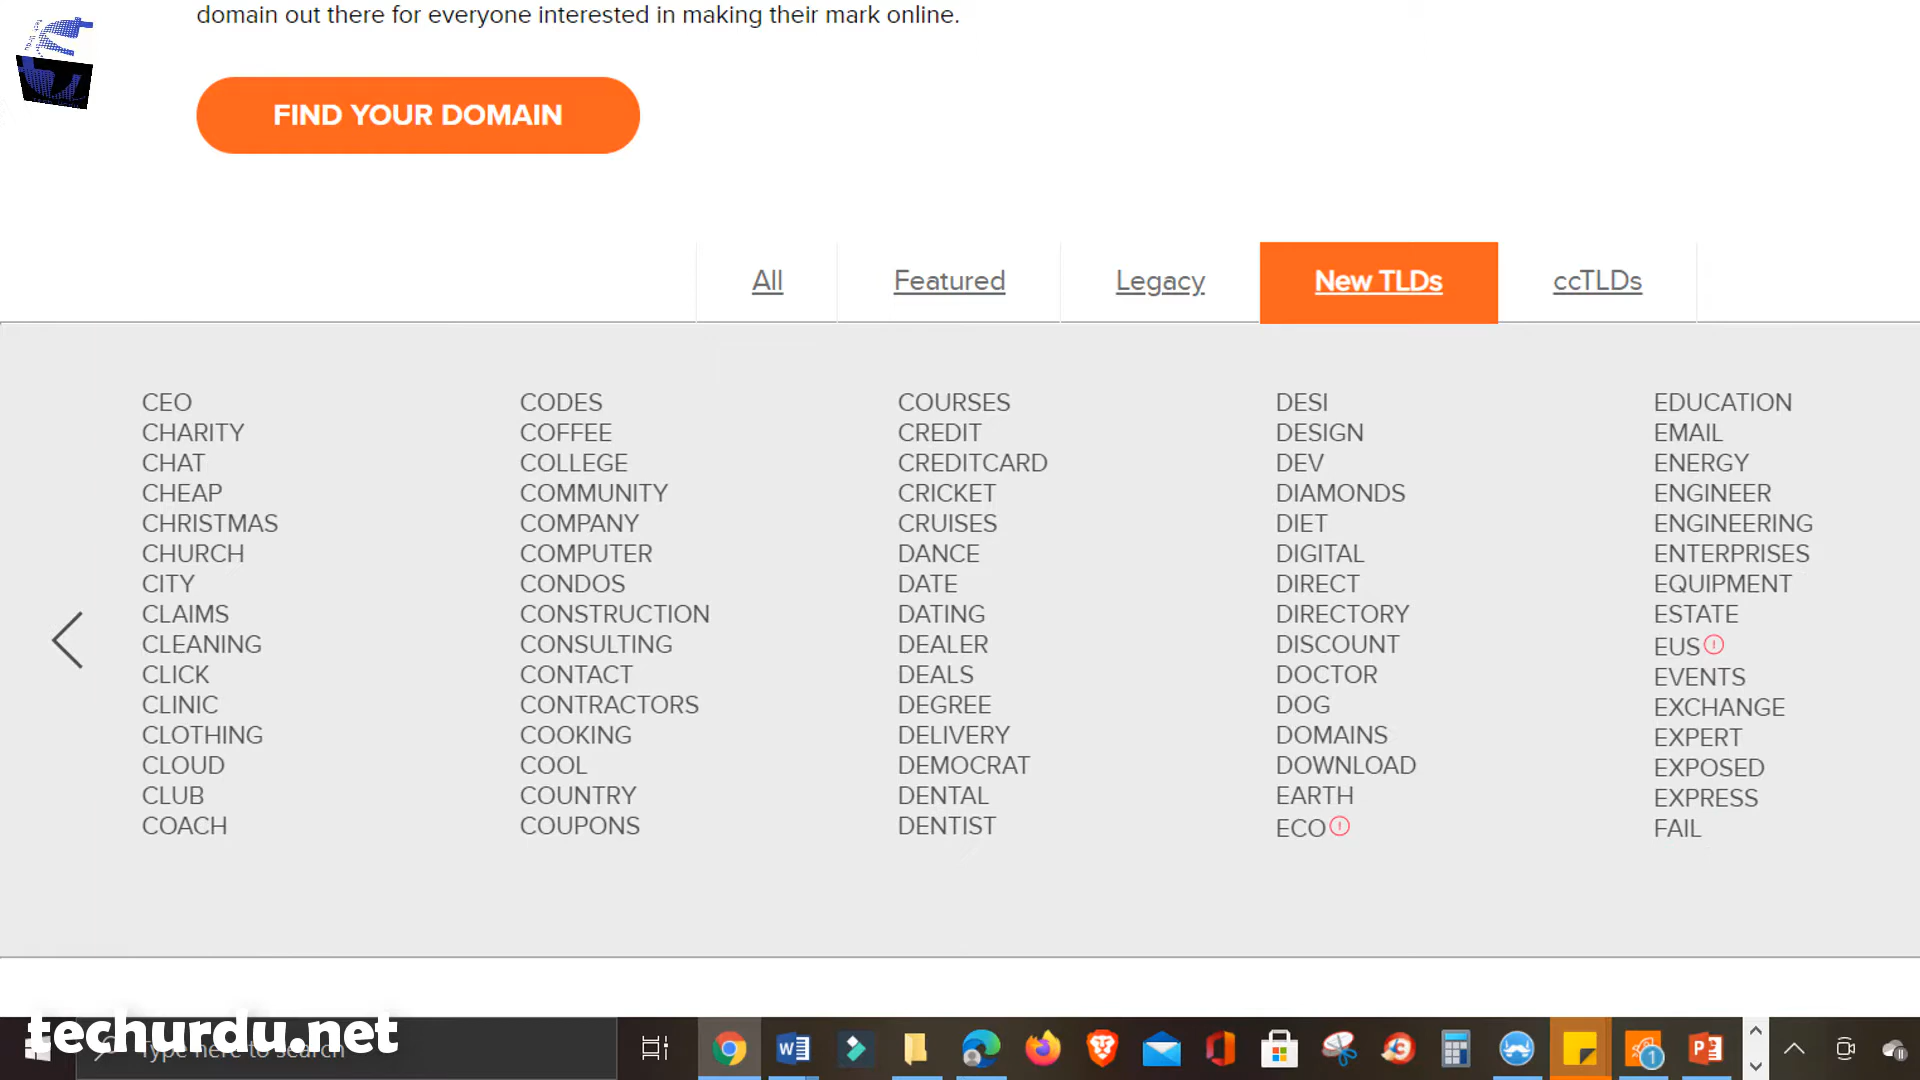 domain out there for everyone interested in making their mark online.
FIND YOUR DOMAIN
All Featured Legacy New TLDs ccTLDs
CEO
CHARITY
CHAT
CHEAP
CHRISTMAS
CHURCH
CITY
CLAIMS
CLEANING
CLICK
CLINIC
CLOTHING
CLOUD
CLUB
COACH
CODES
COFFEE
COLLEGE
COMMUNITY
COMPANY
COMPUTER
CONDOS
CONSTRUCTION
CONSULTING
CONTACT
CONTRACTORS
COOKING
COOL
COUNTRY
COUPONS
COURSES
CREDIT
CREDITCARD
CRICKET
CRUISES
DANCE
DATE
DATING
DEALER
DEALS
DEGREE
DELIVERY
DEMOCRAT
DENTAL
DENTIST
DESI
DESIGN
DEV
DIAMONDS
DIET
DIGITAL
DIRECT
DIRECTORY
DISCOUNT
DOCTOR
DOG
DOMAINS
DOWNLOAD
EARTH
ECO
EDUCATION
EMAIL
ENERGY
ENGINEER
ENGINEERING
ENTERPRISES
EQUIPMENT
ESTATE
EUS
EVENTS
EXCHANGE
EXPERT
EXPOSED
EXPRESS
FAIL
techurdu.net
Type here to search
1